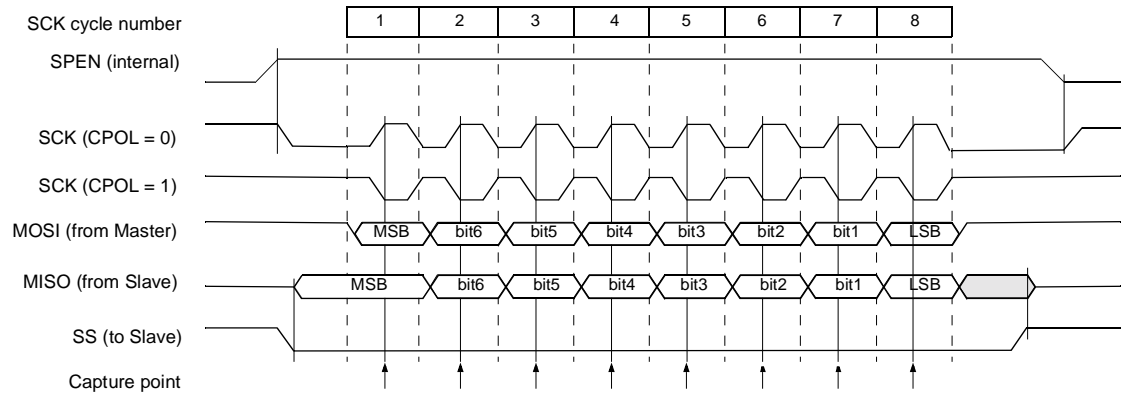 SCK cycle number 1 2 3 4 5 6 7 8
SPEN (internal)
SCK (CPOL = 0)
SCK (CPOL = 1)
MOSI (from Master) MSB bit6 bit5 bit4 bit3 bit2 bit1 LSB
MISO (from Slave) MSB bit6 bit5 bit4 bit3 bit2 bit1 LSB
SS (to Slave)
Capture point